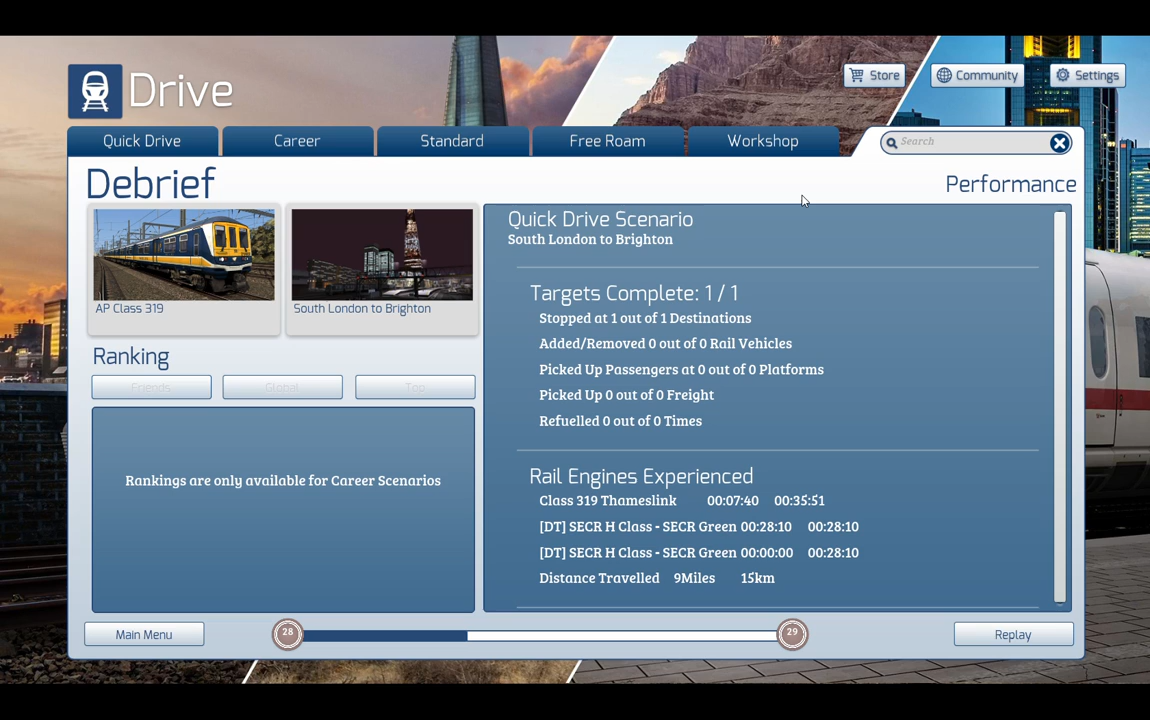 Drive
Store
Community
Settings
Quick Drive
Career
Standard
Free Roam
Workshop
Search
Debrief
Performance
AP Class 319
South London to Brighton
Ranking
Friends
Global
Top
Rankings are only available for Career Scenarios
Quick Drive Scenario
South London to Brighton
Targets Complete: 1 / 1
Stopped at 1 out of 1 Destinations
Added/Removed 0 out of 0 Rail Vehicles
Picked Up Passengers at 0 out of 0 Platforms
Picked Up 0 out of 0 Freight
Refuelled 0 out of 0 Times
Rail Engines Experienced
Class 319 Thameslink 00:07:40 00:35:51
[DT] SECR H Class - SECR Green 00:28:10 00:28:10
[DT] SECR H Class - SECR Green 00:00:00 00:28:10
Distance Travelled 9Miles 15km
Main Menu
28
29
Replay